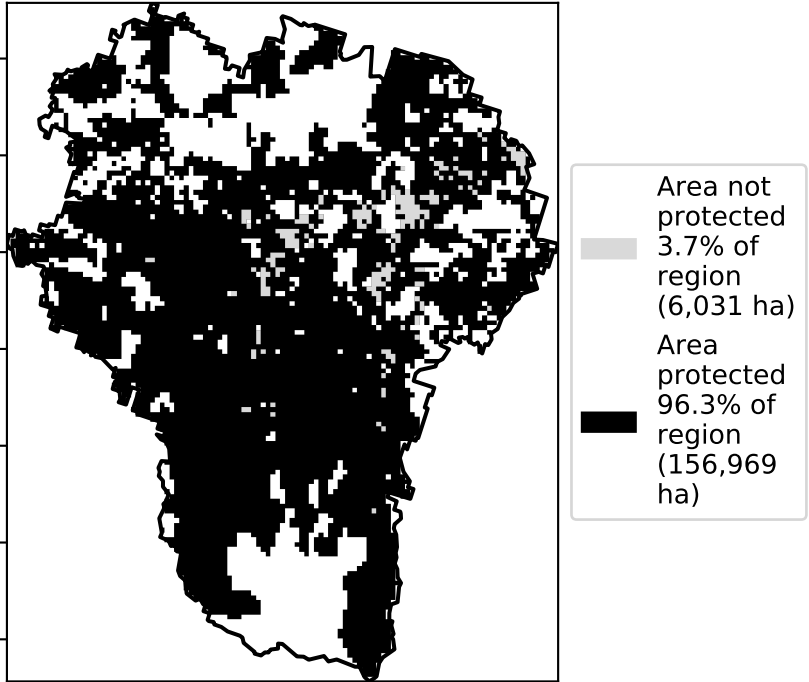 Area not
protected
3.7% of
region
(6,031 ha)
Area
protected
96.3% of
region
(156,969
ha)